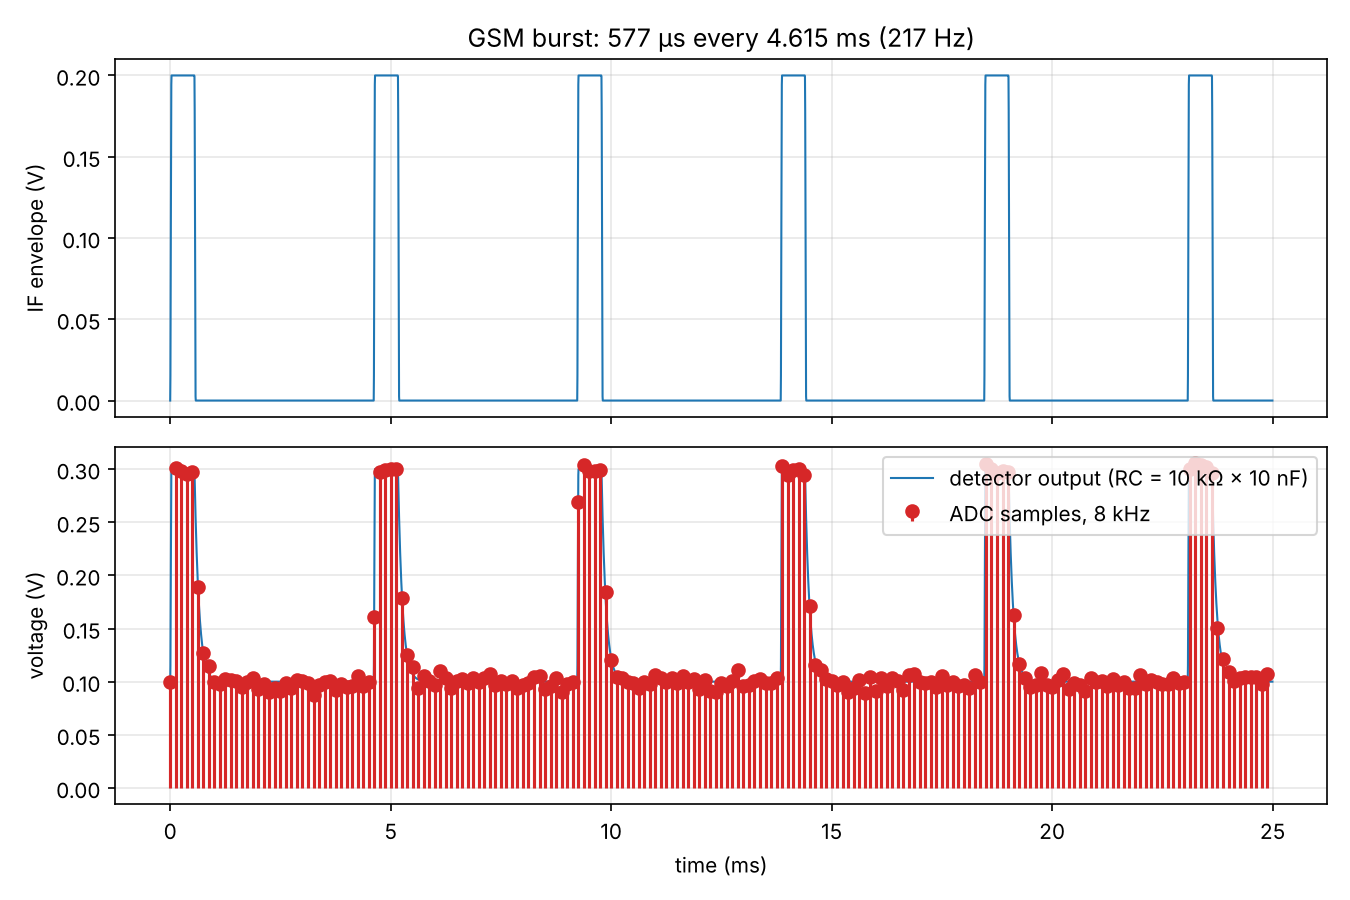 GSM burst: 577 µs every 4.615 ms (217 Hz)
IF envelope (V)
0.20
0.15
0.10
0.05
0.00
voltage (V)
0.30
0.25
0.20
0.15
0.10
0.05
0.00
detector output (RC = 10 kΩ × 10 nF)
ADC samples, 8 kHz
0 5 10 15 20 25
time (ms)